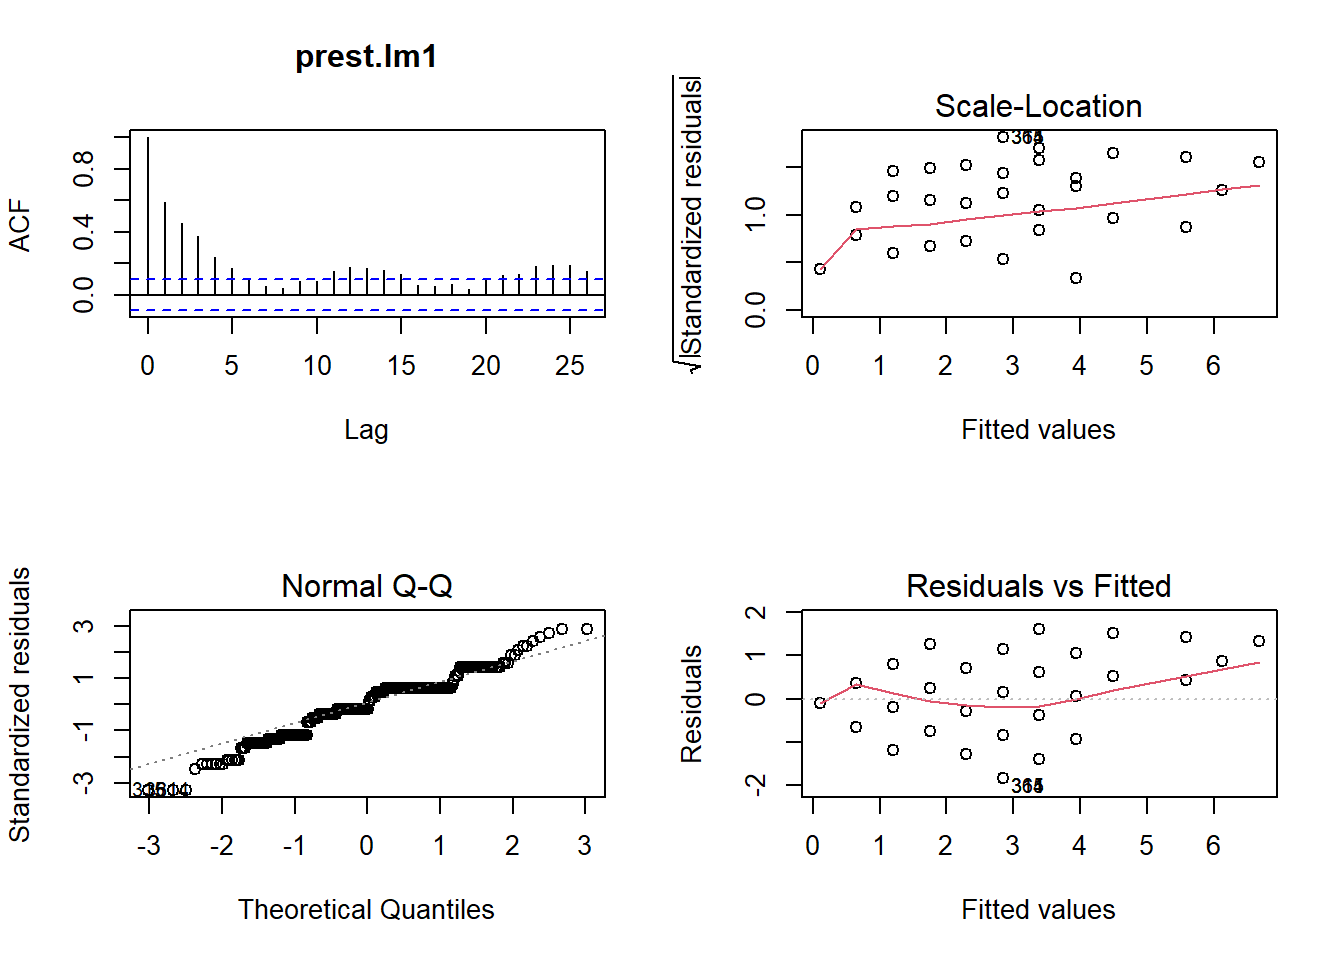 prest.lm1
ACF
0.0 0.4 0.8
0 5 10 15 20 25
Lag
Scale-Location
√|Standardized residuals|
0.0 1.0
0 1 2 3 4 5 6
Fitted values
Normal Q-Q
Standardized residuals
-3 -1 1 3
-3 -2 -1 0 1 2 3
Theoretical Quantiles
Residuals vs Fitted
Residuals
-2 0 1 2
0 1 2 3 4 5 6
Fitted values